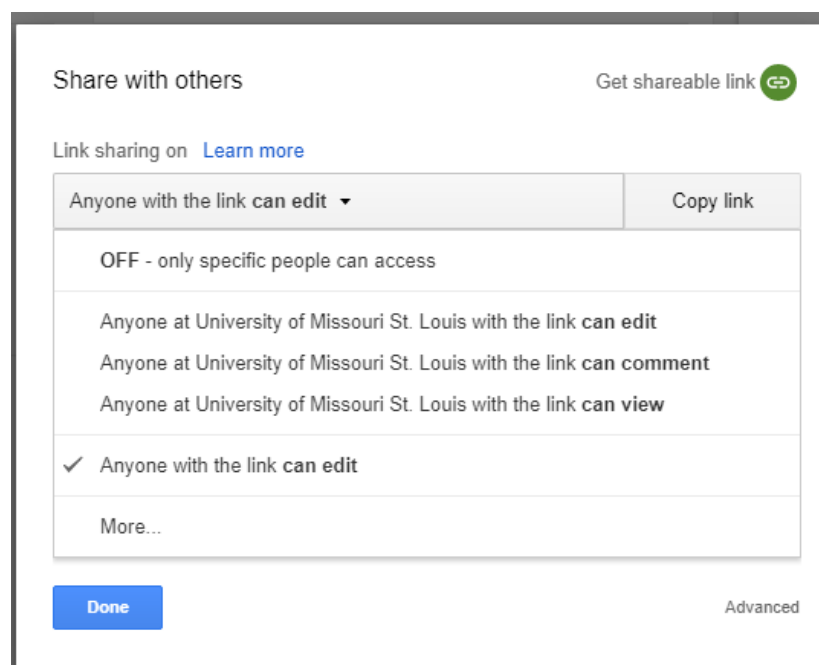 Share with others
Get shareable link
Link sharing on Learn more
Anyone with the link can edit
Copy link
OFF - only specific people can access
Anyone at University of Missouri St. Louis with the link can edit
Anyone at University of Missouri St. Louis with the link can comment
Anyone at University of Missouri St. Louis with the link can view
Anyone with the link can edit
More...
Done
Advanced